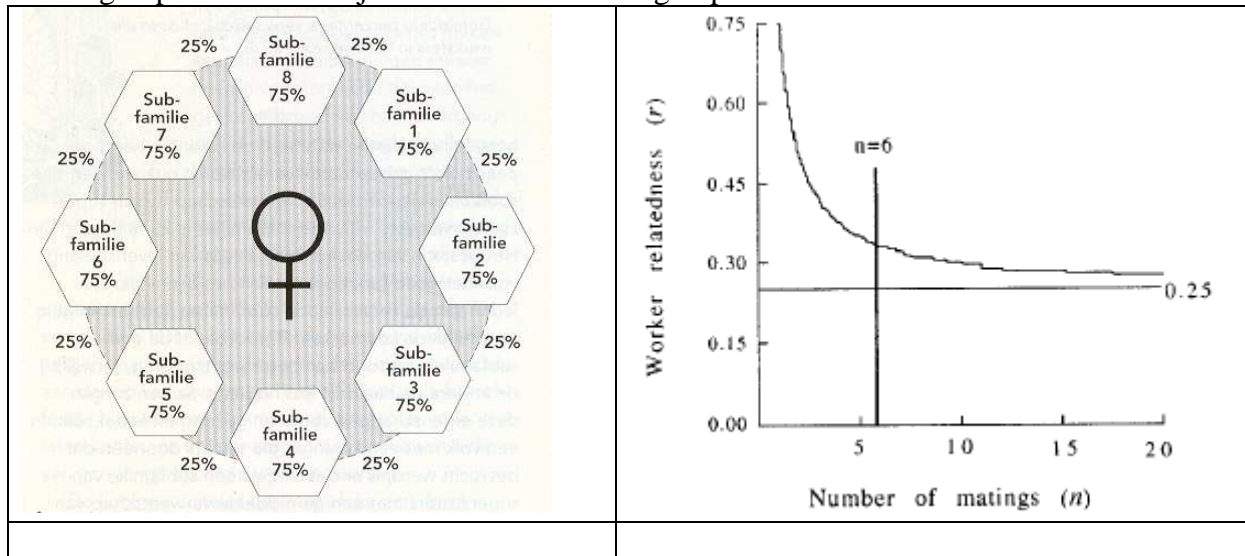 25%
25%
Sub-
familie
8
75%
Sub-
familie
7
75%
Sub-
familie
1
75%
25%
25%
Sub-
familie
6
75%
Sub-
familie
2
75%
25%
25%
Sub-
familie
5
75%
Sub-
familie
3
75%
Sub-
familie
4
75%
25%
25%
Worker relatedness (r)
0.75
0.60
0.45
0.30
0.15
0.00
n=6
0.25
5
10
15
20
Number of matings (n)